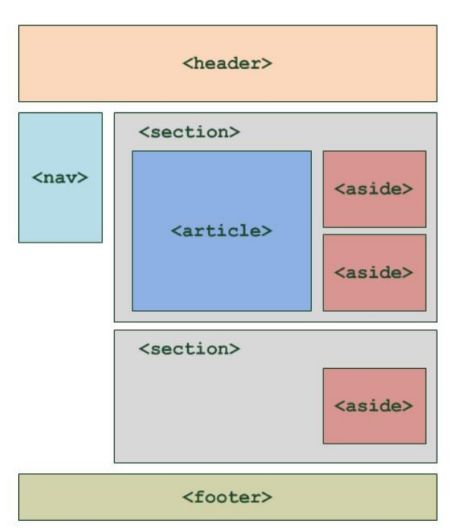 <header>
<nav>
<section>
<article>
<aside>
<aside>
<section>
<aside>
<footer>